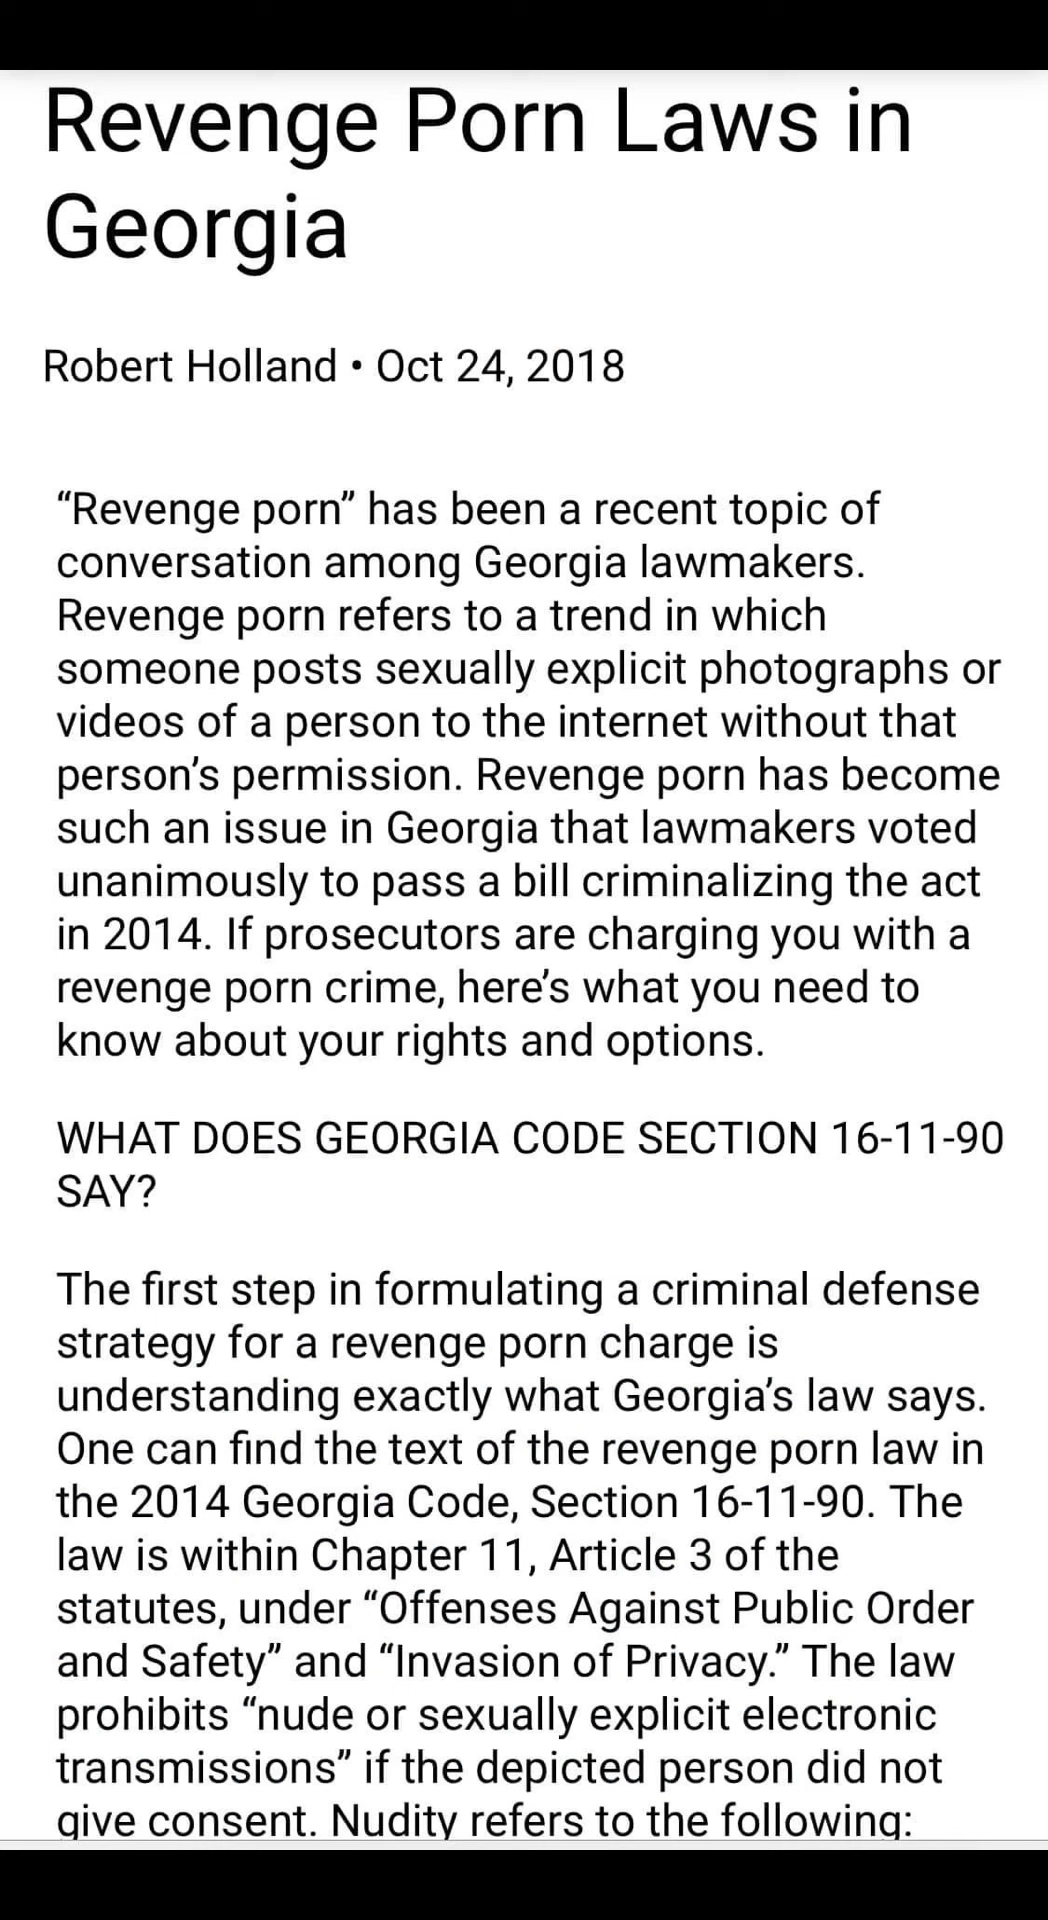 Revenge Porn Laws in
Georgia
Robert Holland • Oct 24, 2018
“Revenge porn” has been a recent topic of
conversation among Georgia lawmakers.
Revenge porn refers to a trend in which
someone posts sexually explicit photographs or
videos of a person to the internet without that
person’s permission. Revenge porn has become
such an issue in Georgia that lawmakers voted
unanimously to pass a bill criminalizing the act
in 2014. If prosecutors are charging you with a
revenge porn crime, here’s what you need to
know about your rights and options.
WHAT DOES GEORGIA CODE SECTION 16-11-90
SAY?
The first step in formulating a criminal defense
strategy for a revenge porn charge is
understanding exactly what Georgia’s law says.
One can find the text of the revenge porn law in
the 2014 Georgia Code, Section 16-11-90. The
law is within Chapter 11, Article 3 of the
statutes, under “Offenses Against Public Order
and Safety” and “Invasion of Privacy.” The law
prohibits “nude or sexually explicit electronic
transmissions” if the depicted person did not
give consent. Nudity refers to the following: